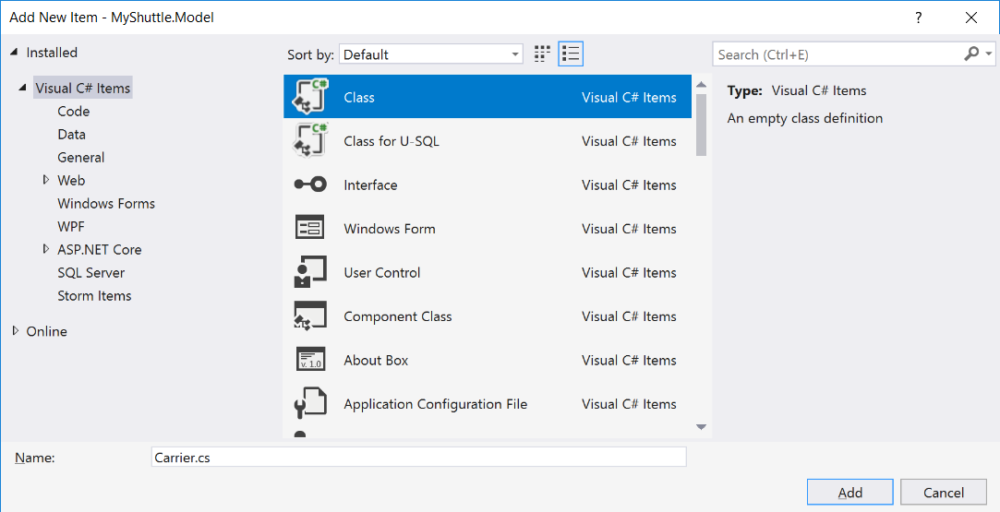 Add New Item - MyShuttle.Model
?
Installed
Visual C# Items
Code
Data
General
Web
Windows Forms
WPF
ASP.NET Core
SQL Server
Storm Items
Online
Sort by: Default
C# Class Visual C# Items
C# Class for U-SQL Visual C# Items
Interface Visual C# Items
Windows Form Visual C# Items
User Control Visual C# Items
Component Class Visual C# Items
v. 1.0 About Box Visual C# Items
Application Configuration File Visual C# Items
Search (Ctrl+E)
Type: Visual C# Items
An empty class definition
Name: Carrier.cs
Add Cancel